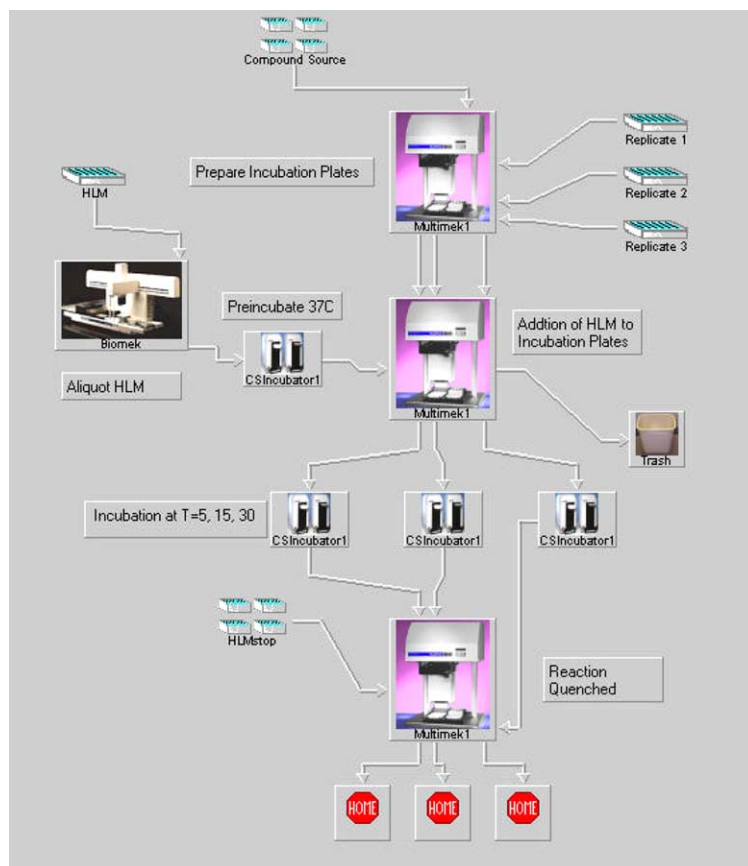 Compound Source
Replicate 1
Prepare Incubation Plates
HLM
Replicate 2
Multimek1
Replicate 3
Preincubate 37C
Addtion of HLM to
Incubation Plates
Biomek
Aliquot HLM
CSIncubator1
Multimek1
Trash
Incubation at T=5, 15, 30
CSIncubator1
CSIncubator1
CSIncubator1
HLMstop
Reaction
Quenched
Multimek1
HOME
HOME
HOME